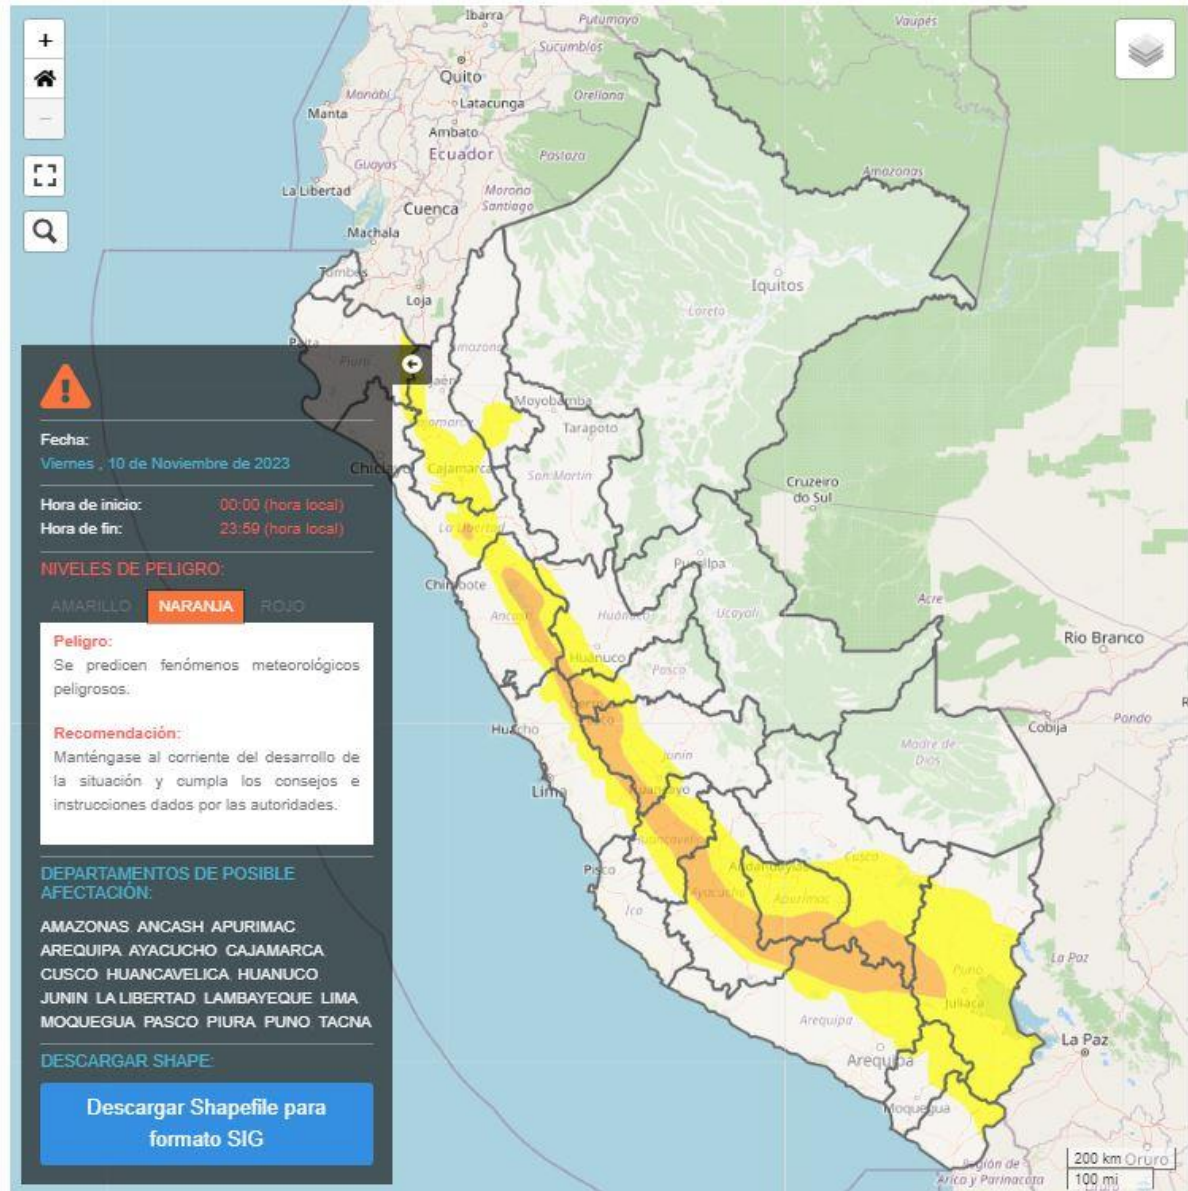 +
−
Fecha:
Viernes , 10 de Noviembre de 2023
Hora de inicio: 00:00 (hora local)
Hora de fin: 23:59 (hora local)
NIVELES DE PELIGRO:
AMARILLO NARANJA ROJO
Peligro:
Se predicen fenómenos meteorológicos
peligrosos.
Recomendación:
Manténgase al corriente del desarrollo de
la situación y cumpla los consejos e
instrucciones dados por las autoridades.
DEPARTAMENTOS DE POSIBLE
AFECTACIÓN:
AMAZONAS ANCASH APURIMAC
AREQUIPA AYACUCHO CAJAMARCA
CUSCO HUANCAVELICA HUANUCO
JUNIN LA LIBERTAD LAMBAYEQUE LIMA
MOQUEGUA PASCO PIURA PUNO TACNA
DESCARGAR SHAPE:
Descargar Shapefile para
formato SIG
Ibarra
Putumayo
Vaupés
Sucumbíos
Quito
Manabí
Latacunga
Orellana
Manta
Ambato
Ecuador
Pastaza
Guayas
Amazonas
La Libertad
Morona
Santiago
Cuenca
Machala
Tumbes
Loja
Iquitos
Loreto
Paita
Piura
Amazonas
Jaén
Moyobamba
Tarapoto
Cajamarca
Chiclayo
Cajamarca
San Martín
Cruzeiro
do Sul
La Libertad
Pucallpa
Chimbote
Acre
Ancash
Huánuco
Ucayali
Rio Branco
Huánuco
Pasco
Cobija
Pando
Huacho
Junín
Madre de
Dios
Lima
Huancayo
Huancavelica
Pisco
Andahuaylas
Cusco
Ayacucho
Apurímac
Ica
La Paz
Puno
Juliaca
Arequipa
La Paz
Arequipa
Moquegua
200 km
Oruro
100 mi
Región de
Arica y Parinacota